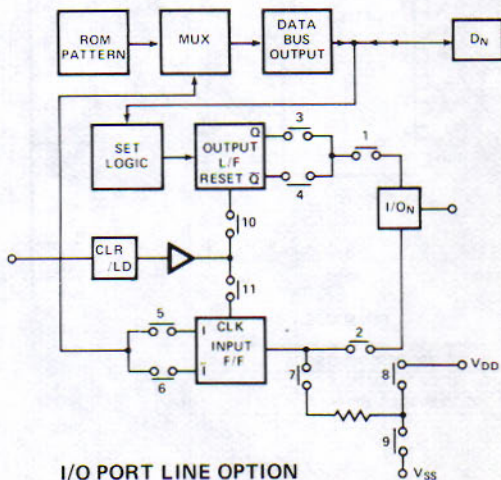 ROM
PATTERN
MUX
DATA
BUS
OUTPUT
D_N
SET
LOGIC
OUTPUT
L/F
RESET
Q
Q̅
3
4
1
I/O_N
10
CLR
/LD
11
5
6
I
I̅
CLK
INPUT
F/F
2
7
8
V_DD
9
V_SS
I/O PORT LINE OPTION